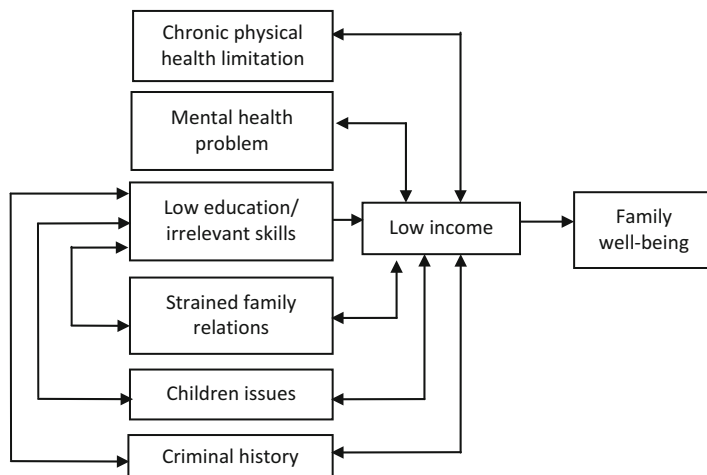 Chronic physical
health limitation
Mental health
problem
Low education/
irrelevant skills
Low income
Family
well-being
Strained family
relations
Children issues
Criminal history